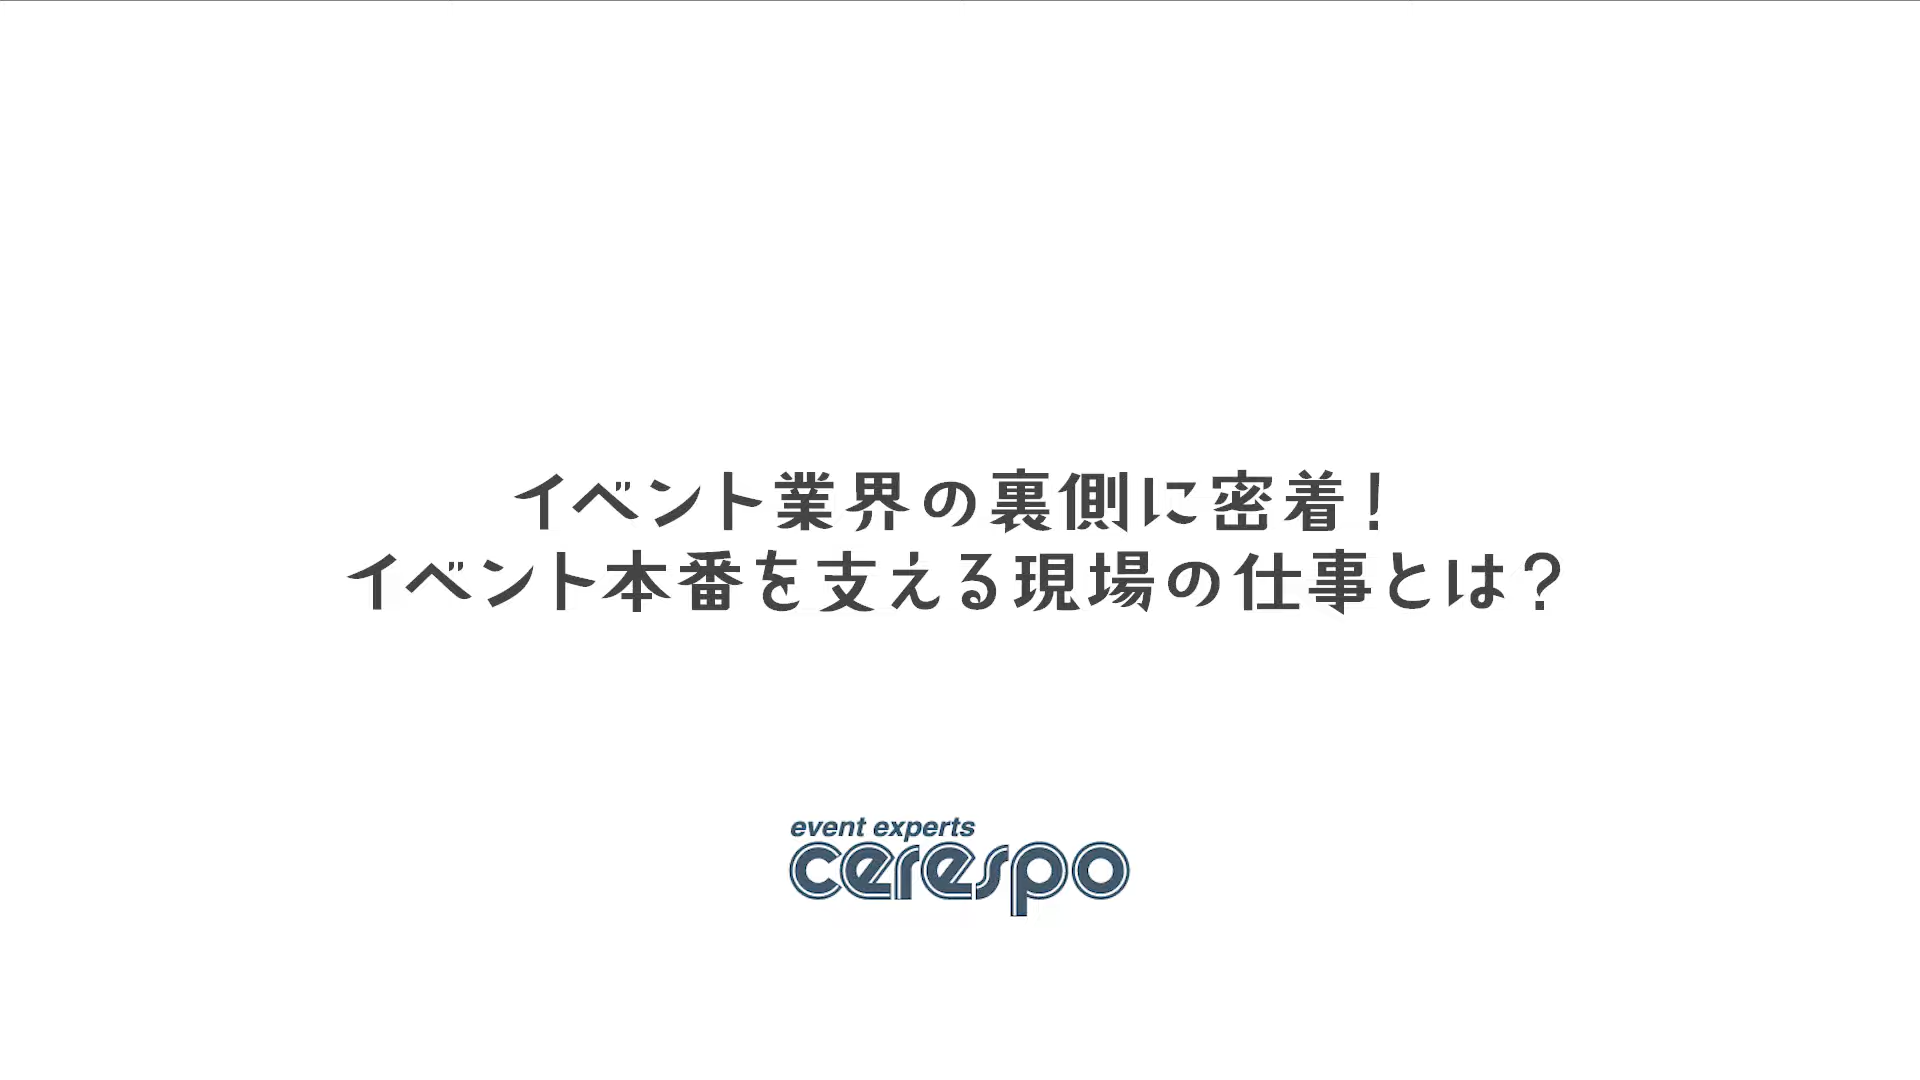 イベント業界の裏側に密着！
イベント本番を支える現場の仕事とは？
event experts
cerespo